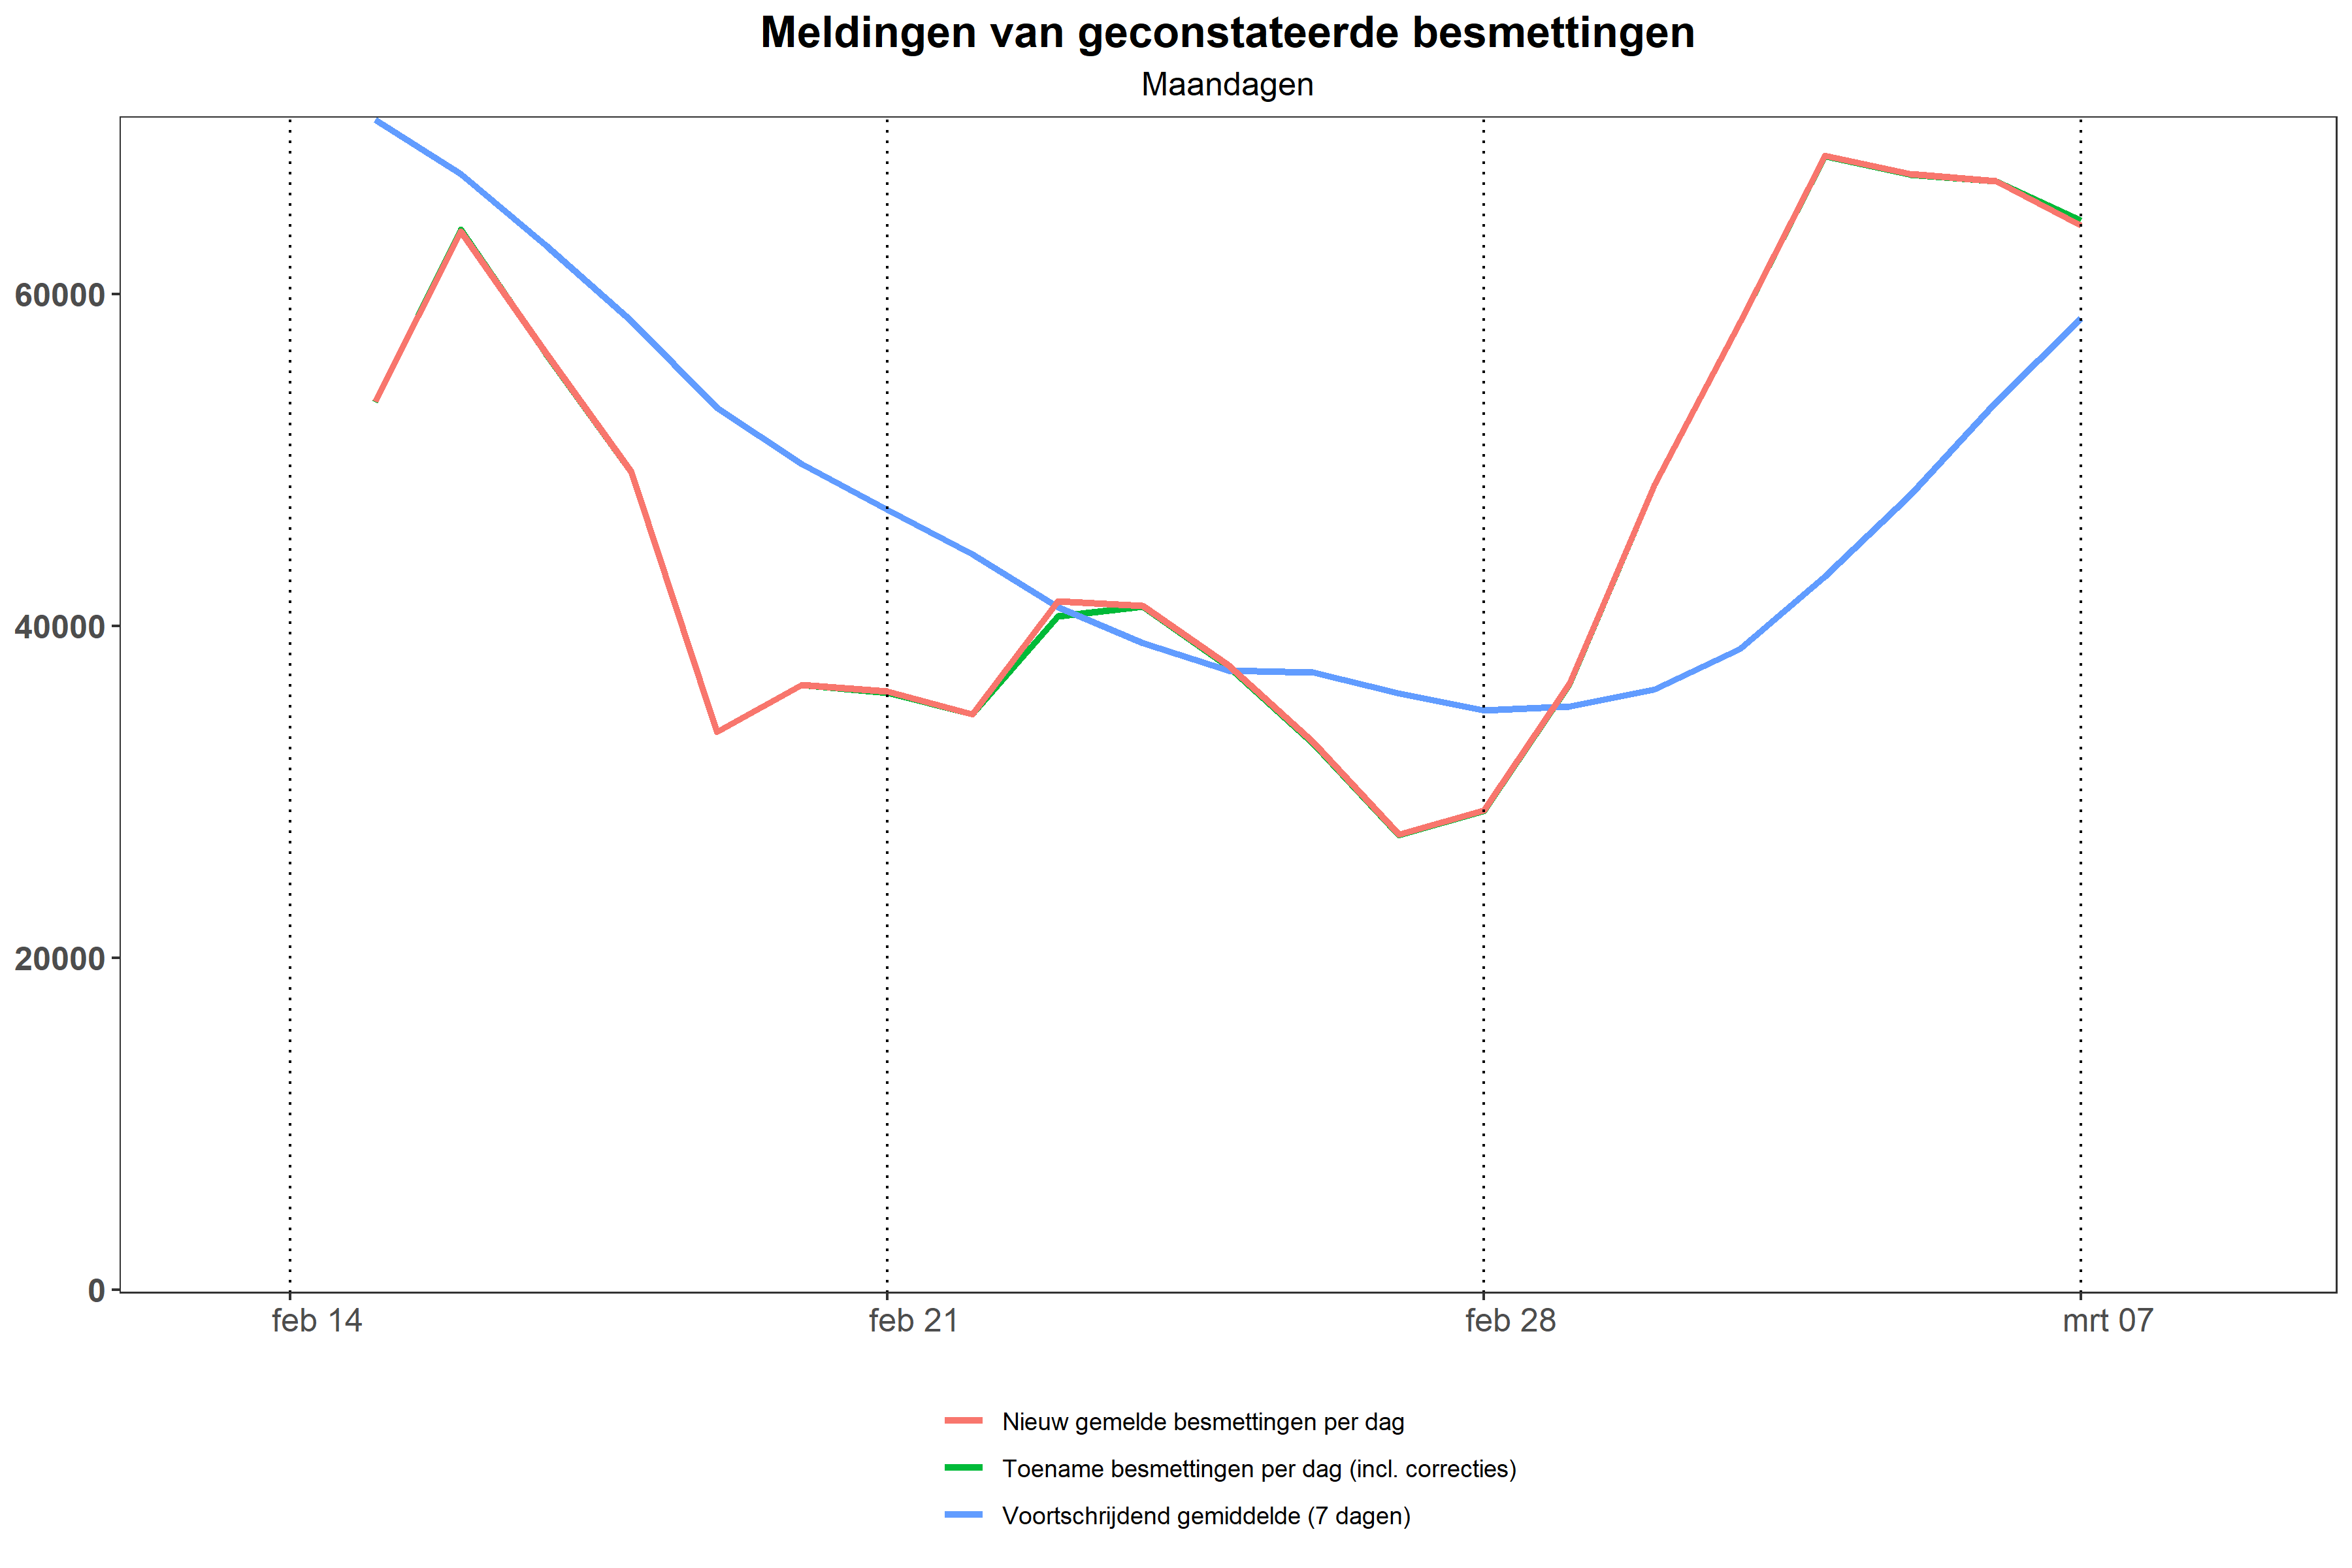 Meldingen van geconstateerde besmettingen
Maandagen
60000
40000
20000
0
feb 14
feb 21
feb 28
mrt 07
Nieuw gemelde besmettingen per dag
Toename besmettingen per dag (incl. correcties)
Voortschrijdend gemiddelde (7 dagen)